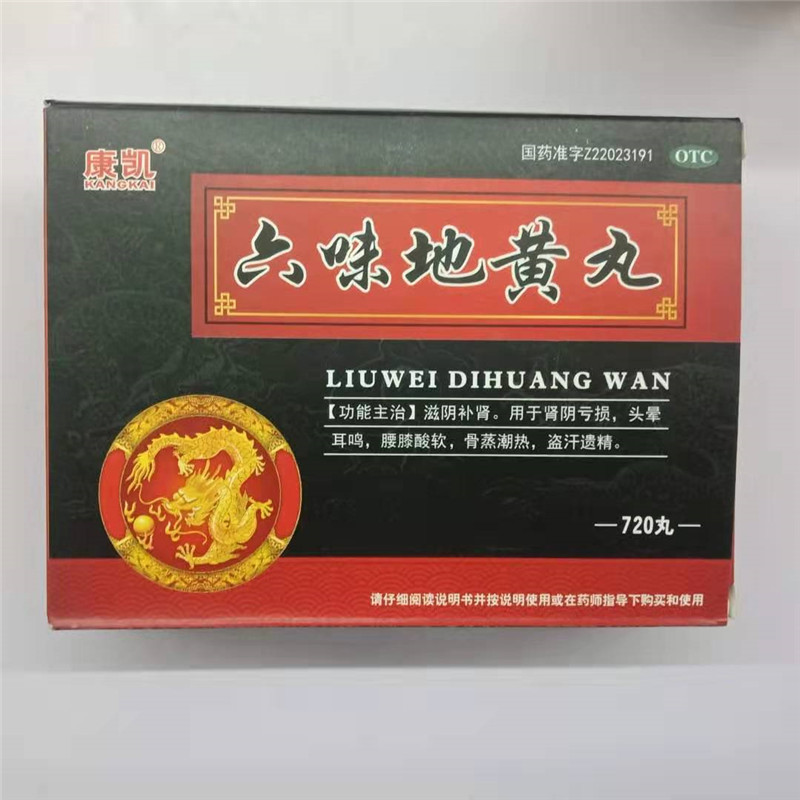 康凯®
KANGKAI
国药准字Z22023191
OTC
六味地黄丸
LIUWEI DIHUANG WAN
【功能主治】滋阴补肾。用于肾阴亏损，头晕
耳鸣，腰膝酸软，骨蒸潮热，盗汗遗精。
—720丸—
请仔细阅读说明书并按说明使用或在药师指导下购买和使用